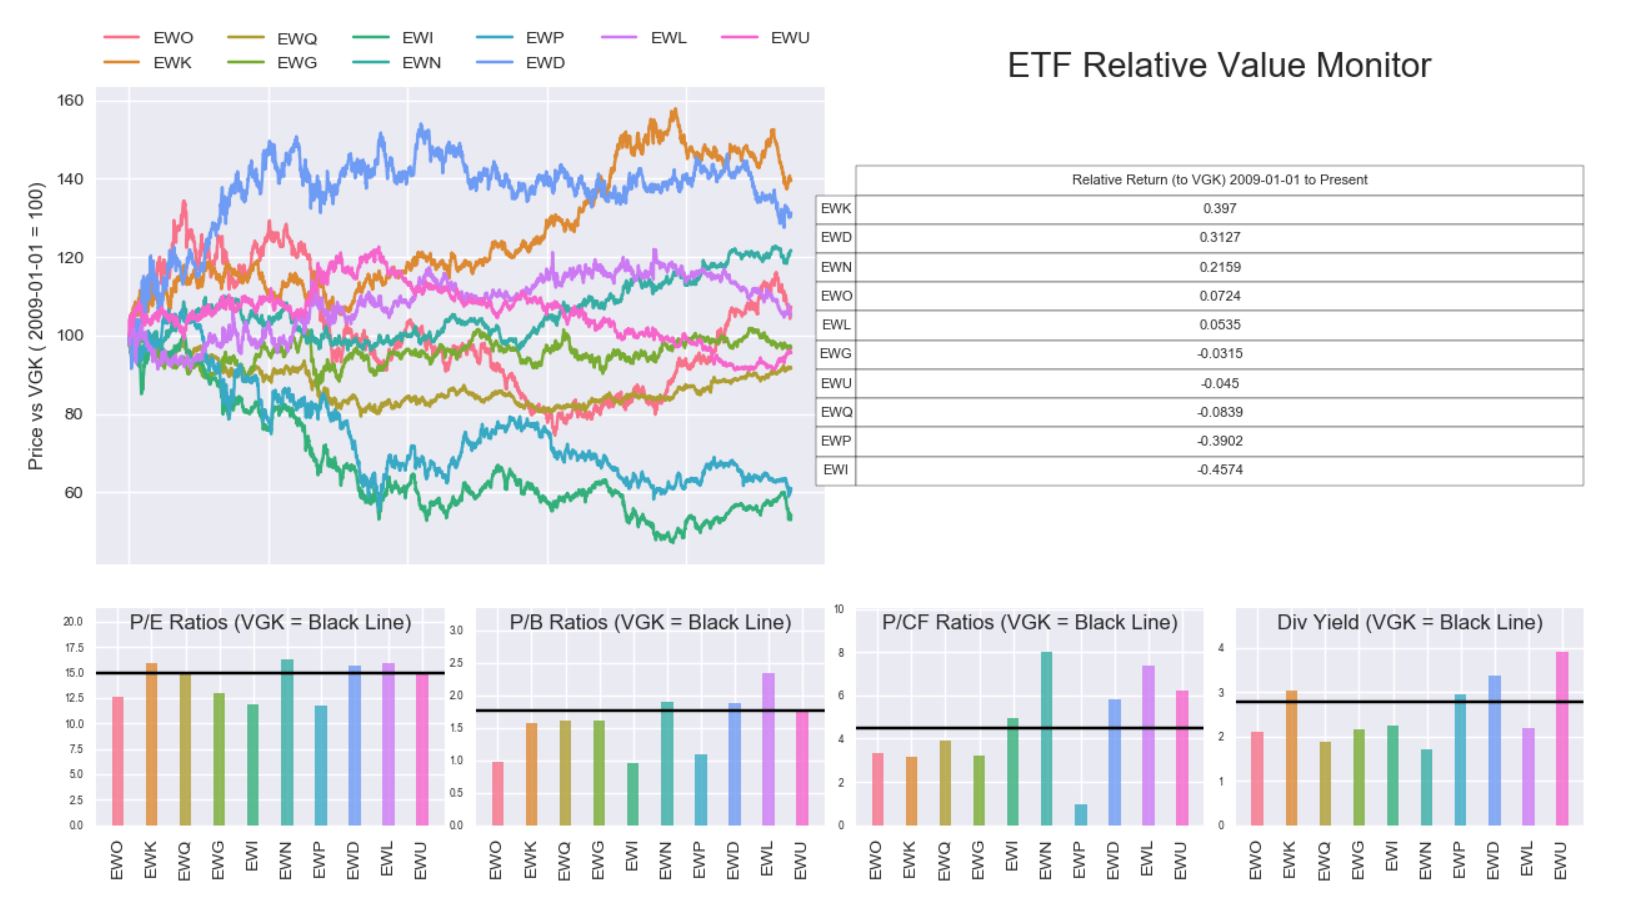 EWO EWQ EWI EWP EWL EWU
EWK EWG EWN EWD
ETF Relative Value Monitor
Price vs VGK ( 2009-01-01 = 100)
160
140
120
100
80
60
Relative Return (to VGK) 2009-01-01 to Present
EWK 0.397
EWD 0.3127
EWN 0.2159
EWO 0.0724
EWL 0.0535
EWG -0.0315
EWU -0.045
EWQ -0.0839
EWP -0.3902
EWI -0.4574
P/E Ratios (VGK = Black Line)
20.0
17.5
15.0
12.5
10.0
7.5
5.0
2.5
0.0
EWO EWK EWQ EWG EWI EWN EWP EWD EWL EWU
P/B Ratios (VGK = Black Line)
3.0
2.5
2.0
1.5
1.0
0.5
0.0
EWO EWK EWQ EWG EWI EWN EWP EWD EWL EWU
P/CF Ratios (VGK = Black Line)
10
8
6
4
2
0
EWO EWK EWQ EWG EWI EWN EWP EWD EWL EWU
Div Yield (VGK = Black Line)
4
3
2
1
0
EWO EWK EWQ EWG EWI EWN EWP EWD EWL EWU